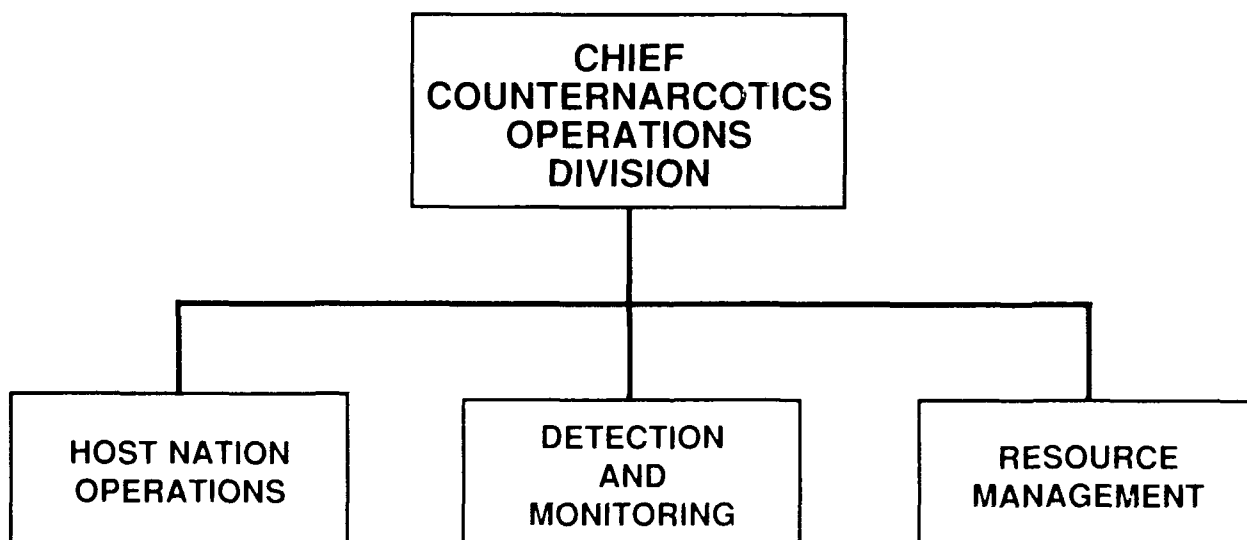 CHIEF
COUNTERNARCOTICS
OPERATIONS
DIVISION
HOST NATION
OPERATIONS
DETECTION
AND
MONITORING
RESOURCE
MANAGEMENT